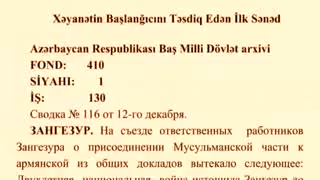 Xəyanətin Başlanğıcını Təsdiq Edən İlk Sənəd
Azərbaycan Respublikası Baş Milli Dövlət arxivi
FOND: 410
SİYAHI: 1
İŞ: 130
Сводка № 116 от 12-го декабря.
ЗАНГЕЗУР. На съезде ответственных работников
Зангезура о присоединении Мусульманской части к
армянской из общих докладов вытекало следующее: